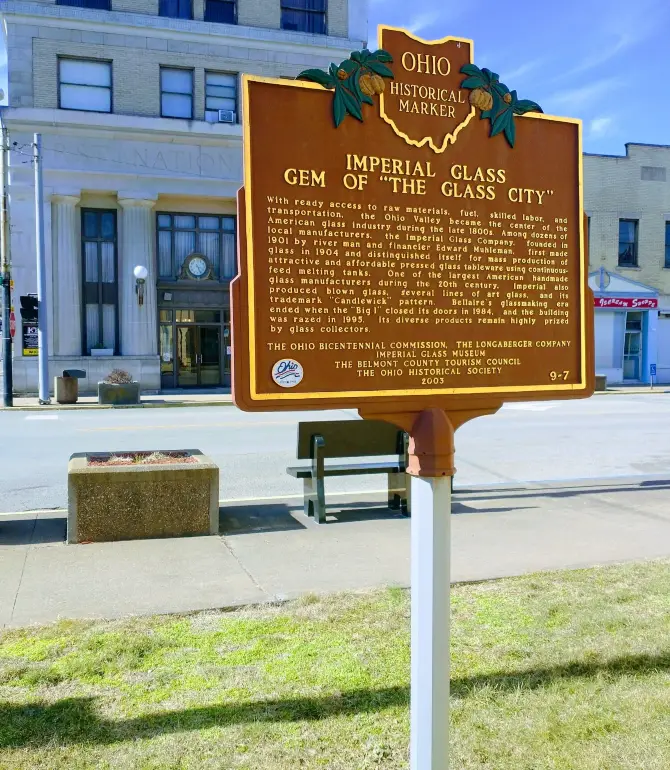 OHIO
HISTORICAL
MARKER
IMPERIAL GLASS
GEM OF "THE GLASS CITY"
With ready access to raw materials, fuel, skilled labor, and
transportation, the Ohio Valley became the center of the
American glass industry during the late 1800s. Among dozens of
local manufacturers, the Imperial Glass Company, founded in
1901 by river man and financier Edward Muhleman, first made
glass in 1904 and distinguished itself for mass production of
attractive and affordable pressed glass tableware using continuous-
feed melting tanks. One of the largest American handmade
glass manufacturers during the 20th century, Imperial also
produced blown glass, several lines of art glass, and its
trademark "Candlewick" pattern. Bellaire's glassmaking era
ended when the "Big I" closed its doors in 1984, and the building
was razed in 1995. Its diverse products remain highly prized
by glass collectors.
THE OHIO BICENTENNIAL COMMISSION, THE LONGABERGER COMPANY
IMPERIAL GLASS MUSEUM
THE BELMONT COUNTY TOURISM COUNCIL
THE OHIO HISTORICAL SOCIETY
2003
9-7
Ohio
NATION
ICE CREAM SHOPPE